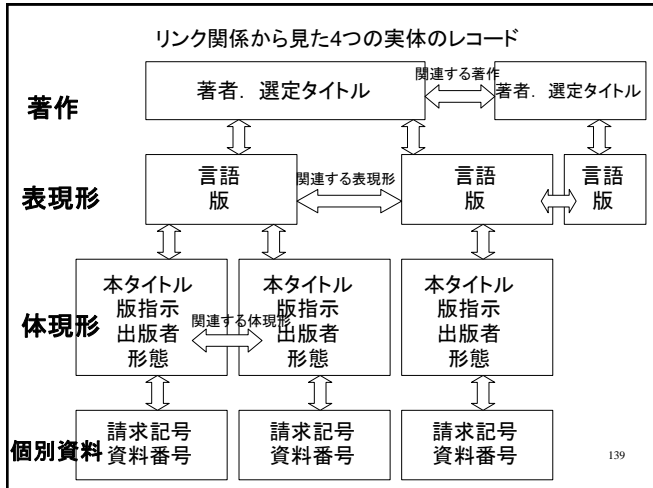 リンク関係から見た4つの実体のレコード
著作
著者．選定タイトル
関連する著作
著者．選定タイトル
表現形
言語
版
関連する表現形
言語
版
言語
版
体現形
本タイトル
版指示
出版者
形態
関連する体現形
本タイトル
版指示
出版者
形態
本タイトル
版指示
出版者
形態
個別資料
請求記号
資料番号
請求記号
資料番号
請求記号
資料番号
139